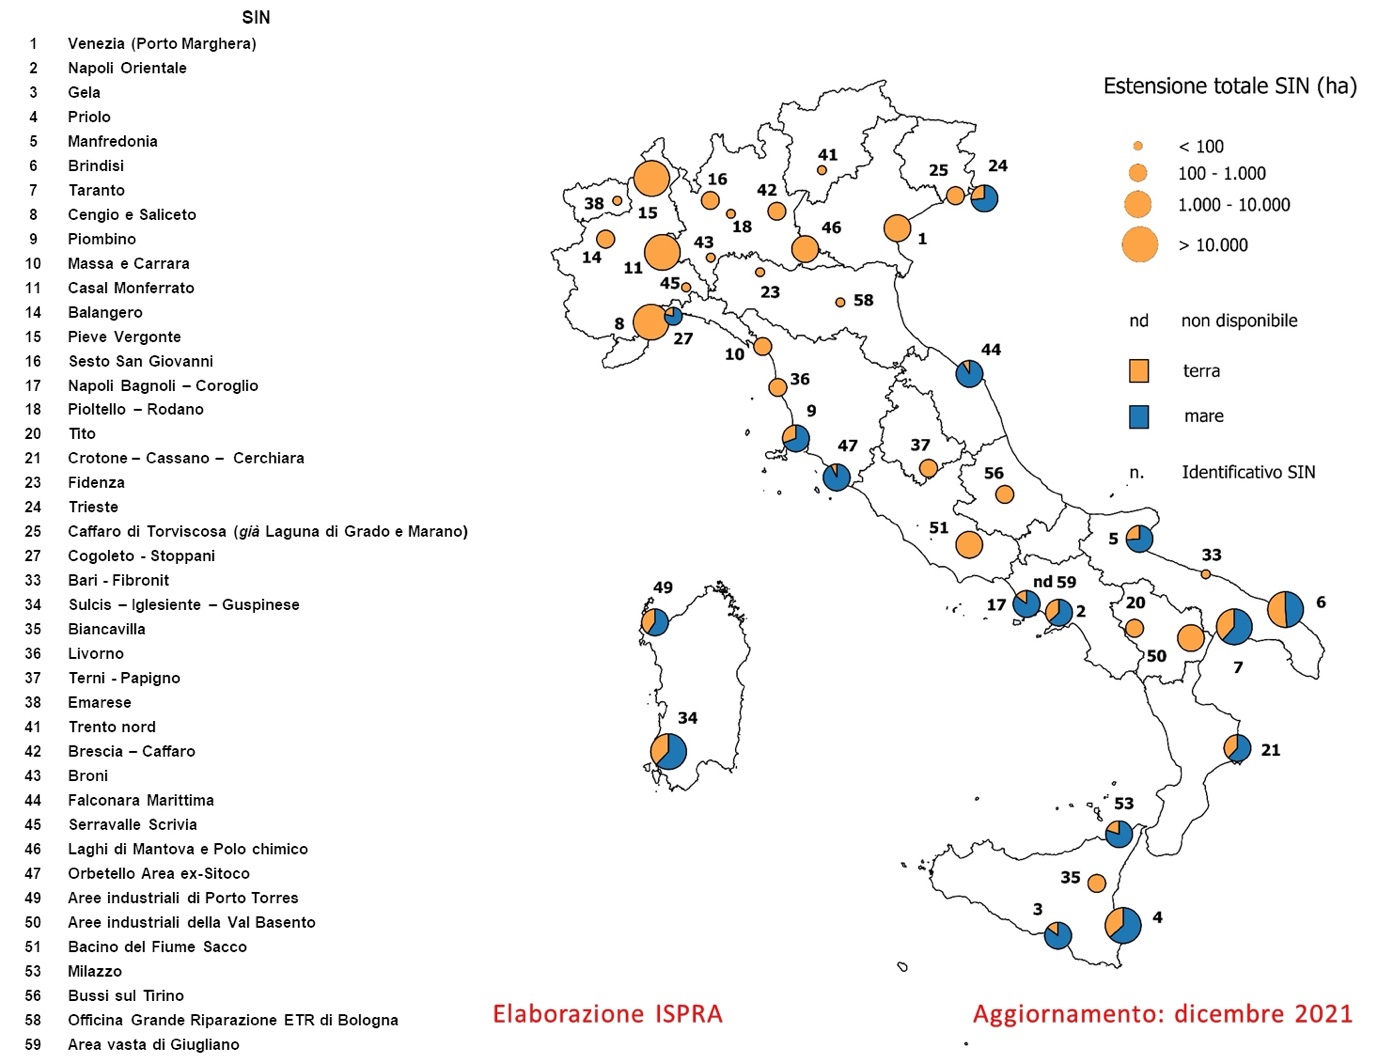 SIN
1 Venezia (Porto Marghera)
2 Napoli Orientale
3 Gela
4 Priolo
5 Manfredonia
6 Brindisi
7 Taranto
8 Cengio e Saliceto
9 Piombino
10 Massa e Carrara
11 Casal Monferrato
14 Balangero
15 Pieve Vergonte
16 Sesto San Giovanni
17 Napoli Bagnoli – Coroglio
18 Pioltello – Rodano
20 Tito
21 Crotone – Cassano – Cerchiara
23 Fidenza
24 Trieste
25 Caffaro di Torviscosa (già Laguna di Grado e Marano)
27 Cogoleto - Stoppani
33 Bari - Fibronit
34 Sulcis – Iglesiente – Guspinese
35 Biancavilla
36 Livorno
37 Terni - Papigno
38 Emarese
41 Trento nord
42 Brescia – Caffaro
43 Broni
44 Falconara Marittima
45 Serravalle Scrivia
46 Laghi di Mantova e Polo chimico
47 Orbetello Area ex-Sitoco
49 Aree industriali di Porto Torres
50 Aree industriali della Val Basento
51 Bacino del Fiume Sacco
53 Milazzo
56 Bussi sul Tirino
58 Officina Grande Riparazione ETR di Bologna
59 Area vasta di Giugliano
41
25
24
16
42
38
15
18
46
1
43
14
11
45
23
58
8
27
10
44
36
9
47
37
56
51
5
33
nd 59
17
2
20
6
50
7
49
34
21
53
35
3
4
Estensione totale SIN (ha)
< 100
100 - 1.000
1.000 - 10.000
> 10.000
nd non disponibile
terra
mare
n. Identificativo SIN
Elaborazione ISPRA
Aggiornamento: dicembre 2021